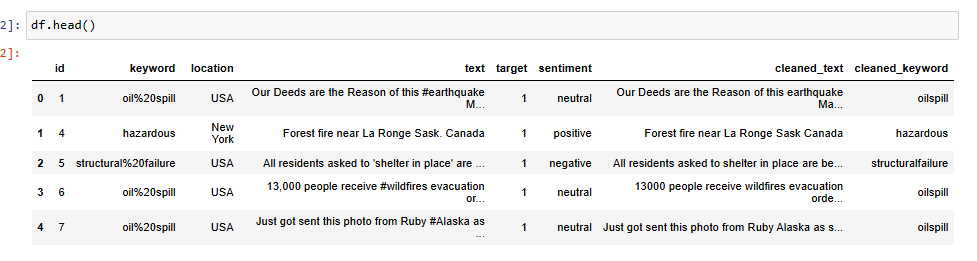 2]: df.head()
2]:
id keyword location text target sentiment cleaned_text cleaned_keyword
0 1 oil%20spill USA Our Deeds are the Reason of this #earthquake M... 1 neutral Our Deeds are the Reason of this earthquake Ma... oilspill
1 4 hazardous New York Forest fire near La Ronge Sask. Canada 1 positive Forest fire near La Ronge Sask Canada hazardous
2 5 structural%20failure USA All residents asked to 'shelter in place' are ... 1 negative All residents asked to shelter in place are be... structuralfailure
3 6 oil%20spill USA 13,000 people receive #wildfires evacuation or... 1 neutral 13000 people receive wildfires evacuation orde... oilspill
4 7 oil%20spill USA Just got sent this photo from Ruby #Alaska as ... 1 neutral Just got sent this photo from Ruby Alaska as s... oilspill